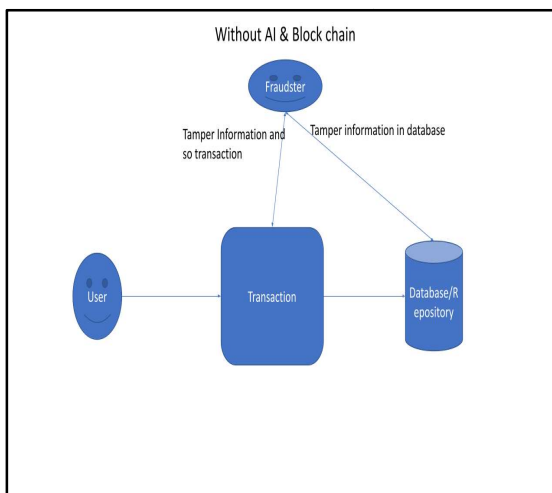 Without AI & Block chain
Fraudster
Tamper Information and
so transaction
Tamper information in database
User
Transaction
Database/R
epository